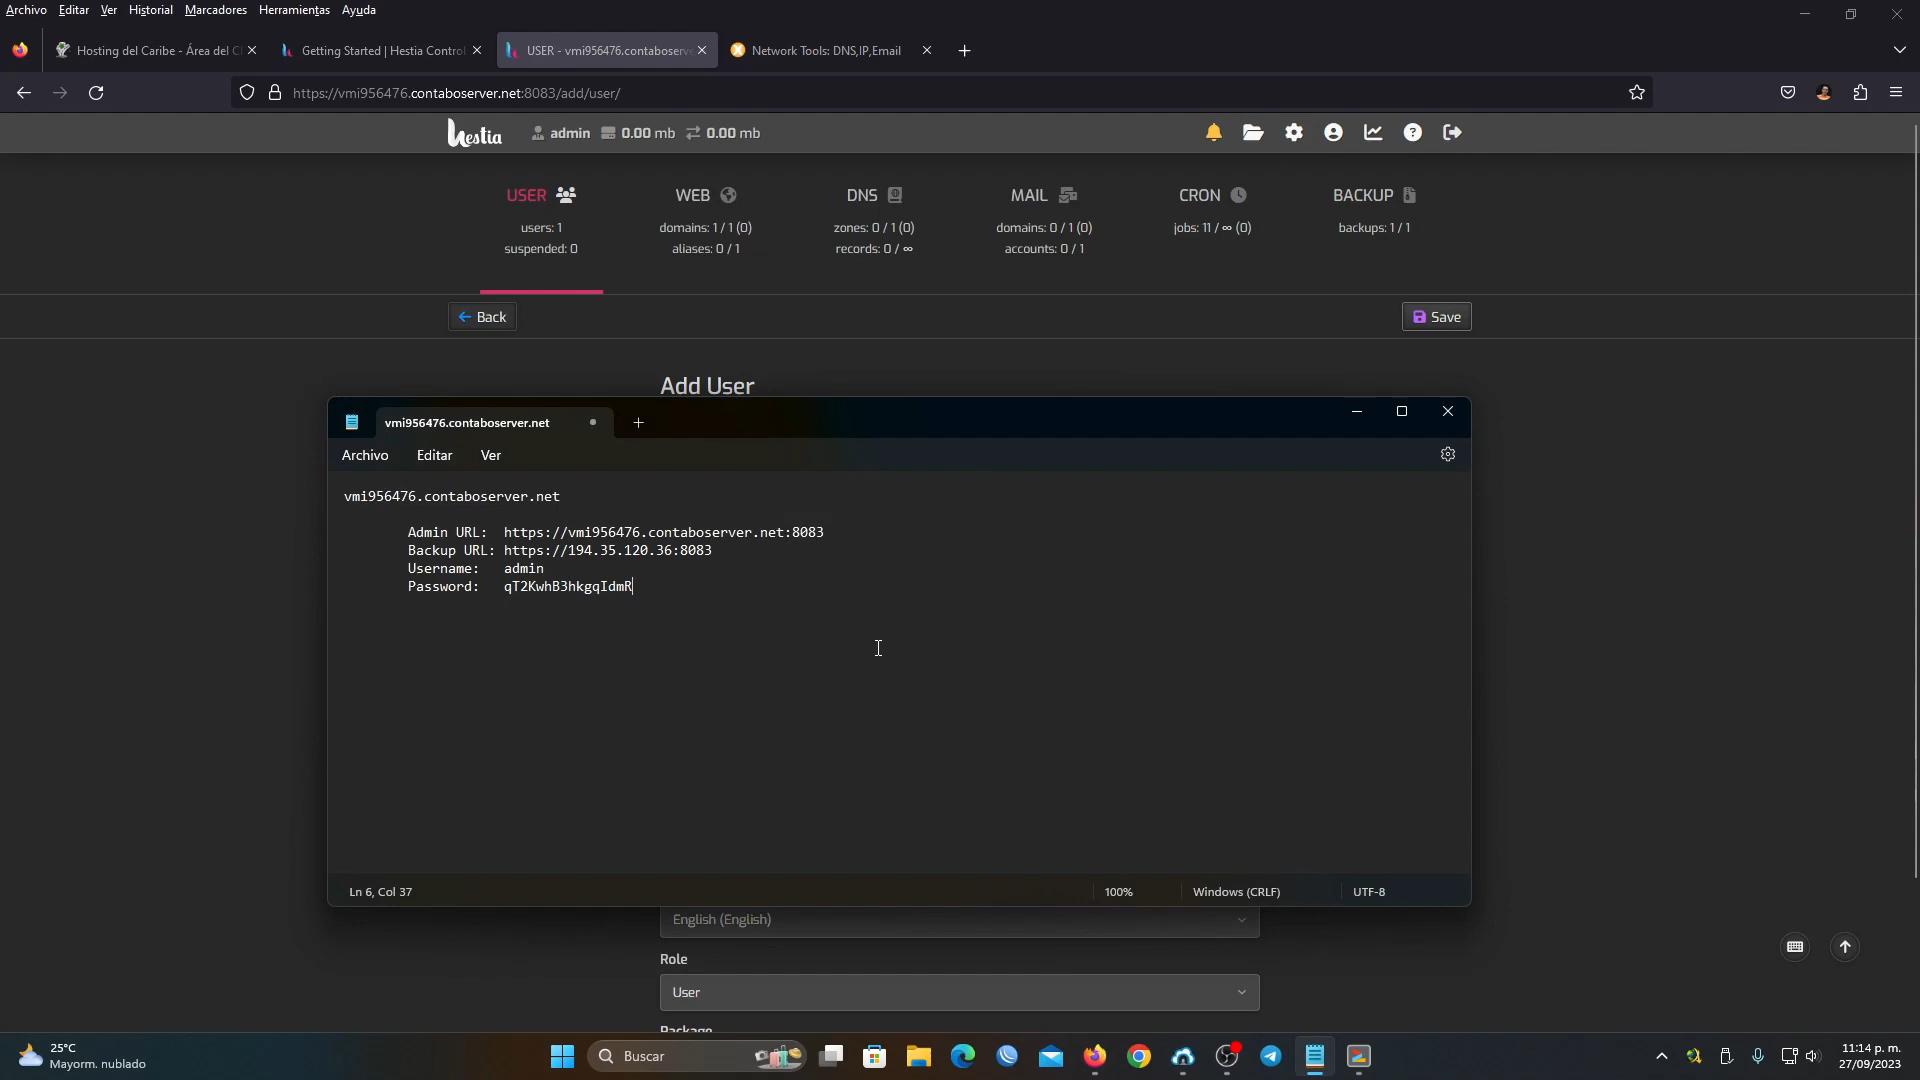 Archivo Editar Ver Historial Marcadores Herramientas Ayuda
Hosting del Caribe - Área del Cl
Getting Started | Hestia Control
USER - vmi956476.contaboserve
Network Tools: DNS,IP,Email
https://vmi956476.contaboserver.net:8083/add/user/
Hestia admin 0.00 mb 0.00 mb
USER WEB DNS MAIL CRON BACKUP
users: 1 domains: 1 / 1 (0) zones: 0 / 1 (0) domains: 0 / 1 (0) jobs: 11 / ∞ (0) backups: 1 / 1
suspended: 0 aliases: 0 / 1 records: 0 / ∞ accounts: 0 / 1
Back Save
Add User
vmi956476.contaboserver.net
Archivo Editar Ver
vmi956476.contaboserver.net
Admin URL: https://vmi956476.contaboserver.net:8083
Backup URL: https://194.35.120.36:8083
Username: admin
Password: qT2KwhB3hkgqIdmR
Ln 6, Col 37 100% Windows (CRLF) UTF-8
English (English)
Role
User
Package
25°C
Mayorm. nublado
Buscar
11:14 p. m.
27/09/2023